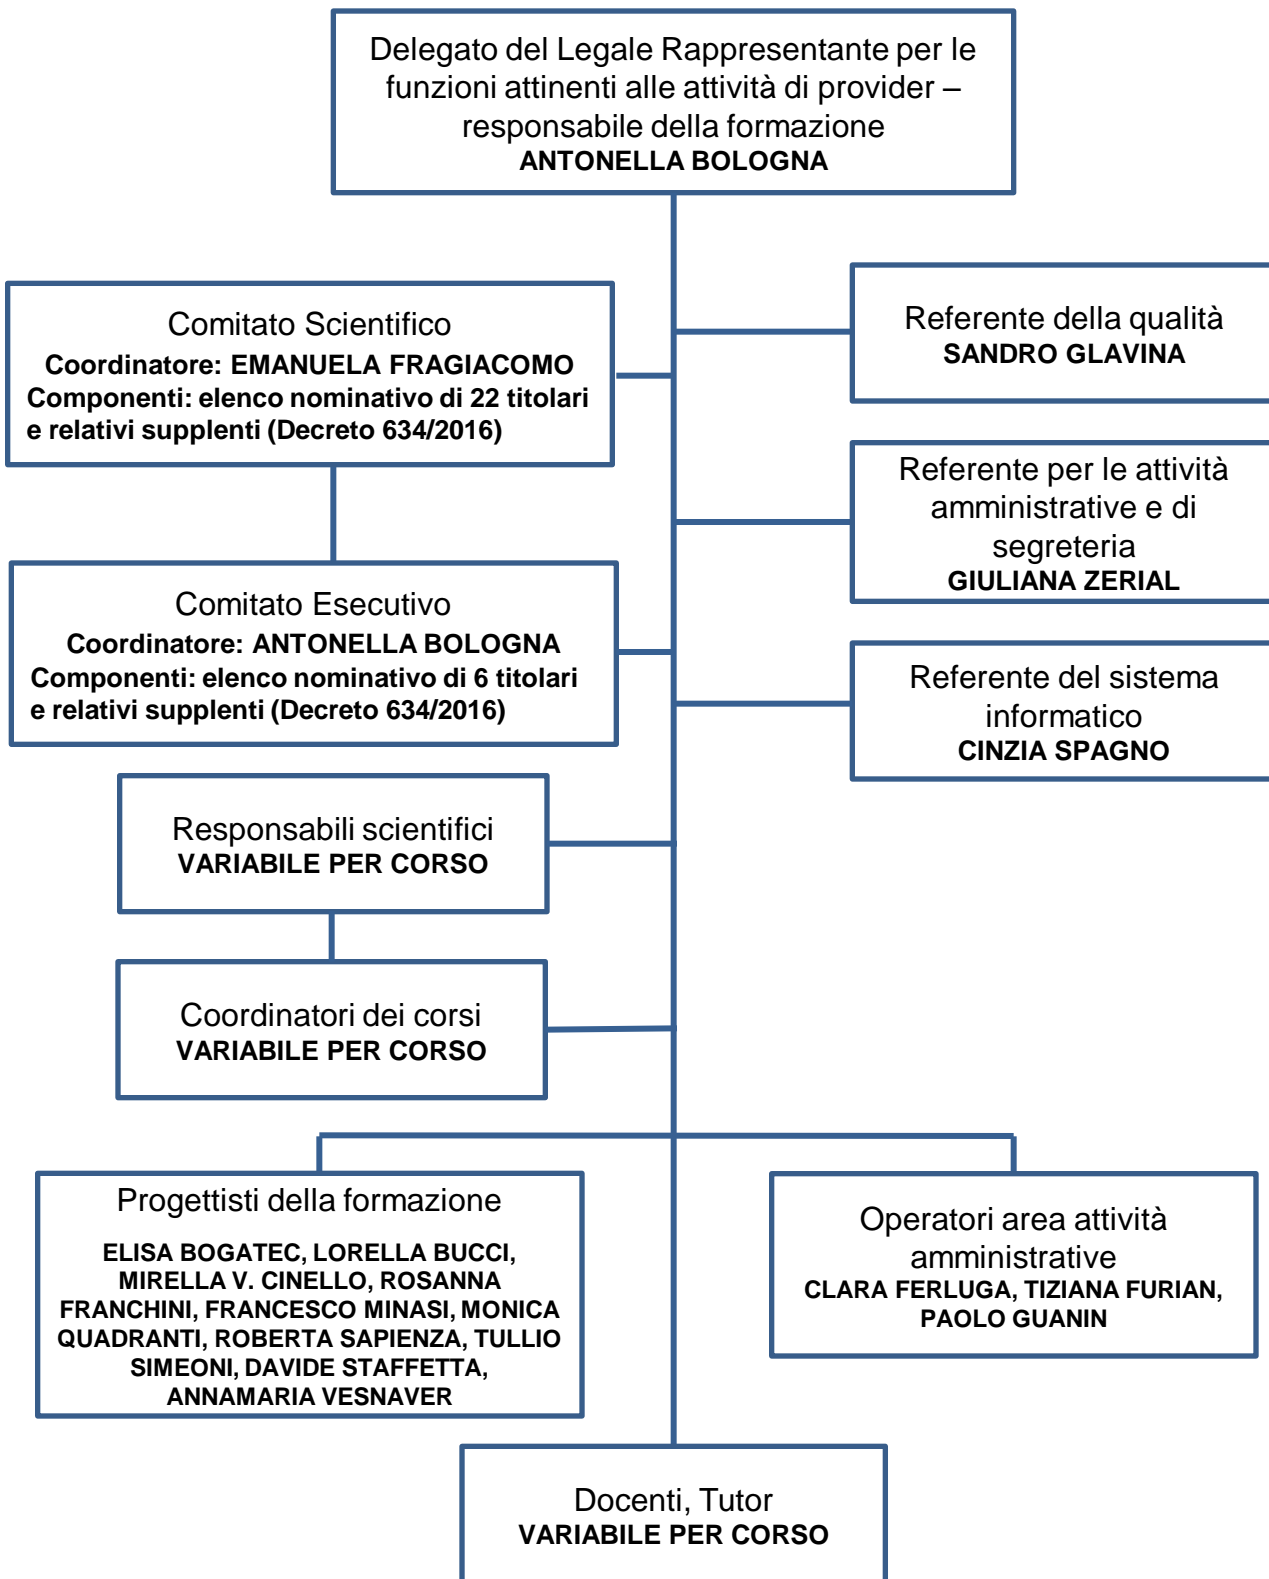 Delegato del Legale Rappresentante per le
funzioni attinenti alle attività di provider –
responsabile della formazione
ANTONELLA BOLOGNA
Comitato Scientifico
Coordinatore: EMANUELA FRAGIACOMO
Componenti: elenco nominativo di 22 titolari
e relativi supplenti (Decreto 634/2016)
Referente della qualità
SANDRO GLAVINA
Referente per le attività
amministrative e di
segreteria
GIULIANA ZERIAL
Comitato Esecutivo
Coordinatore: ANTONELLA BOLOGNA
Componenti: elenco nominativo di 6 titolari
e relativi supplenti (Decreto 634/2016)
Referente del sistema
informatico
CINZIA SPAGNO
Responsabili scientifici
VARIABILE PER CORSO
Coordinatori dei corsi
VARIABILE PER CORSO
Progettisti della formazione
ELISA BOGATEC, LORELLA BUCCI,
MIRELLA V. CINELLO, ROSANNA
FRANCHINI, FRANCESCO MINASI, MONICA
QUADRANTI, ROBERTA SAPIENZA, TULLIO
SIMEONI, DAVIDE STAFFETTA,
ANNAMARIA VESNAVER
Operatori area attività
amministrative
CLARA FERLUGA, TIZIANA FURIAN,
PAOLO GUANIN
Docenti, Tutor
VARIABILE PER CORSO